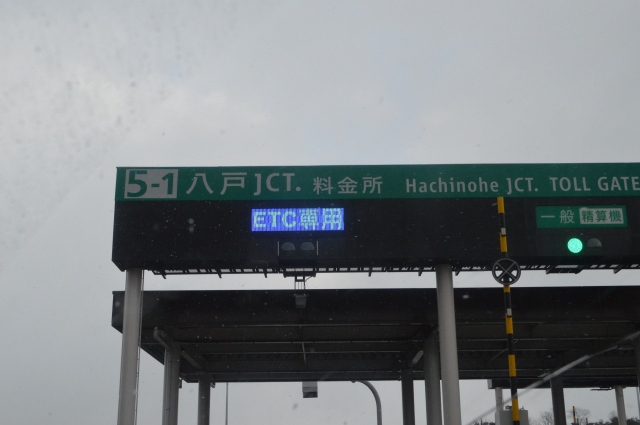 5-1 八戸JCT. 料金所 Hachinohe JCT. TOLL GATE
ETC専用
一般 精算機